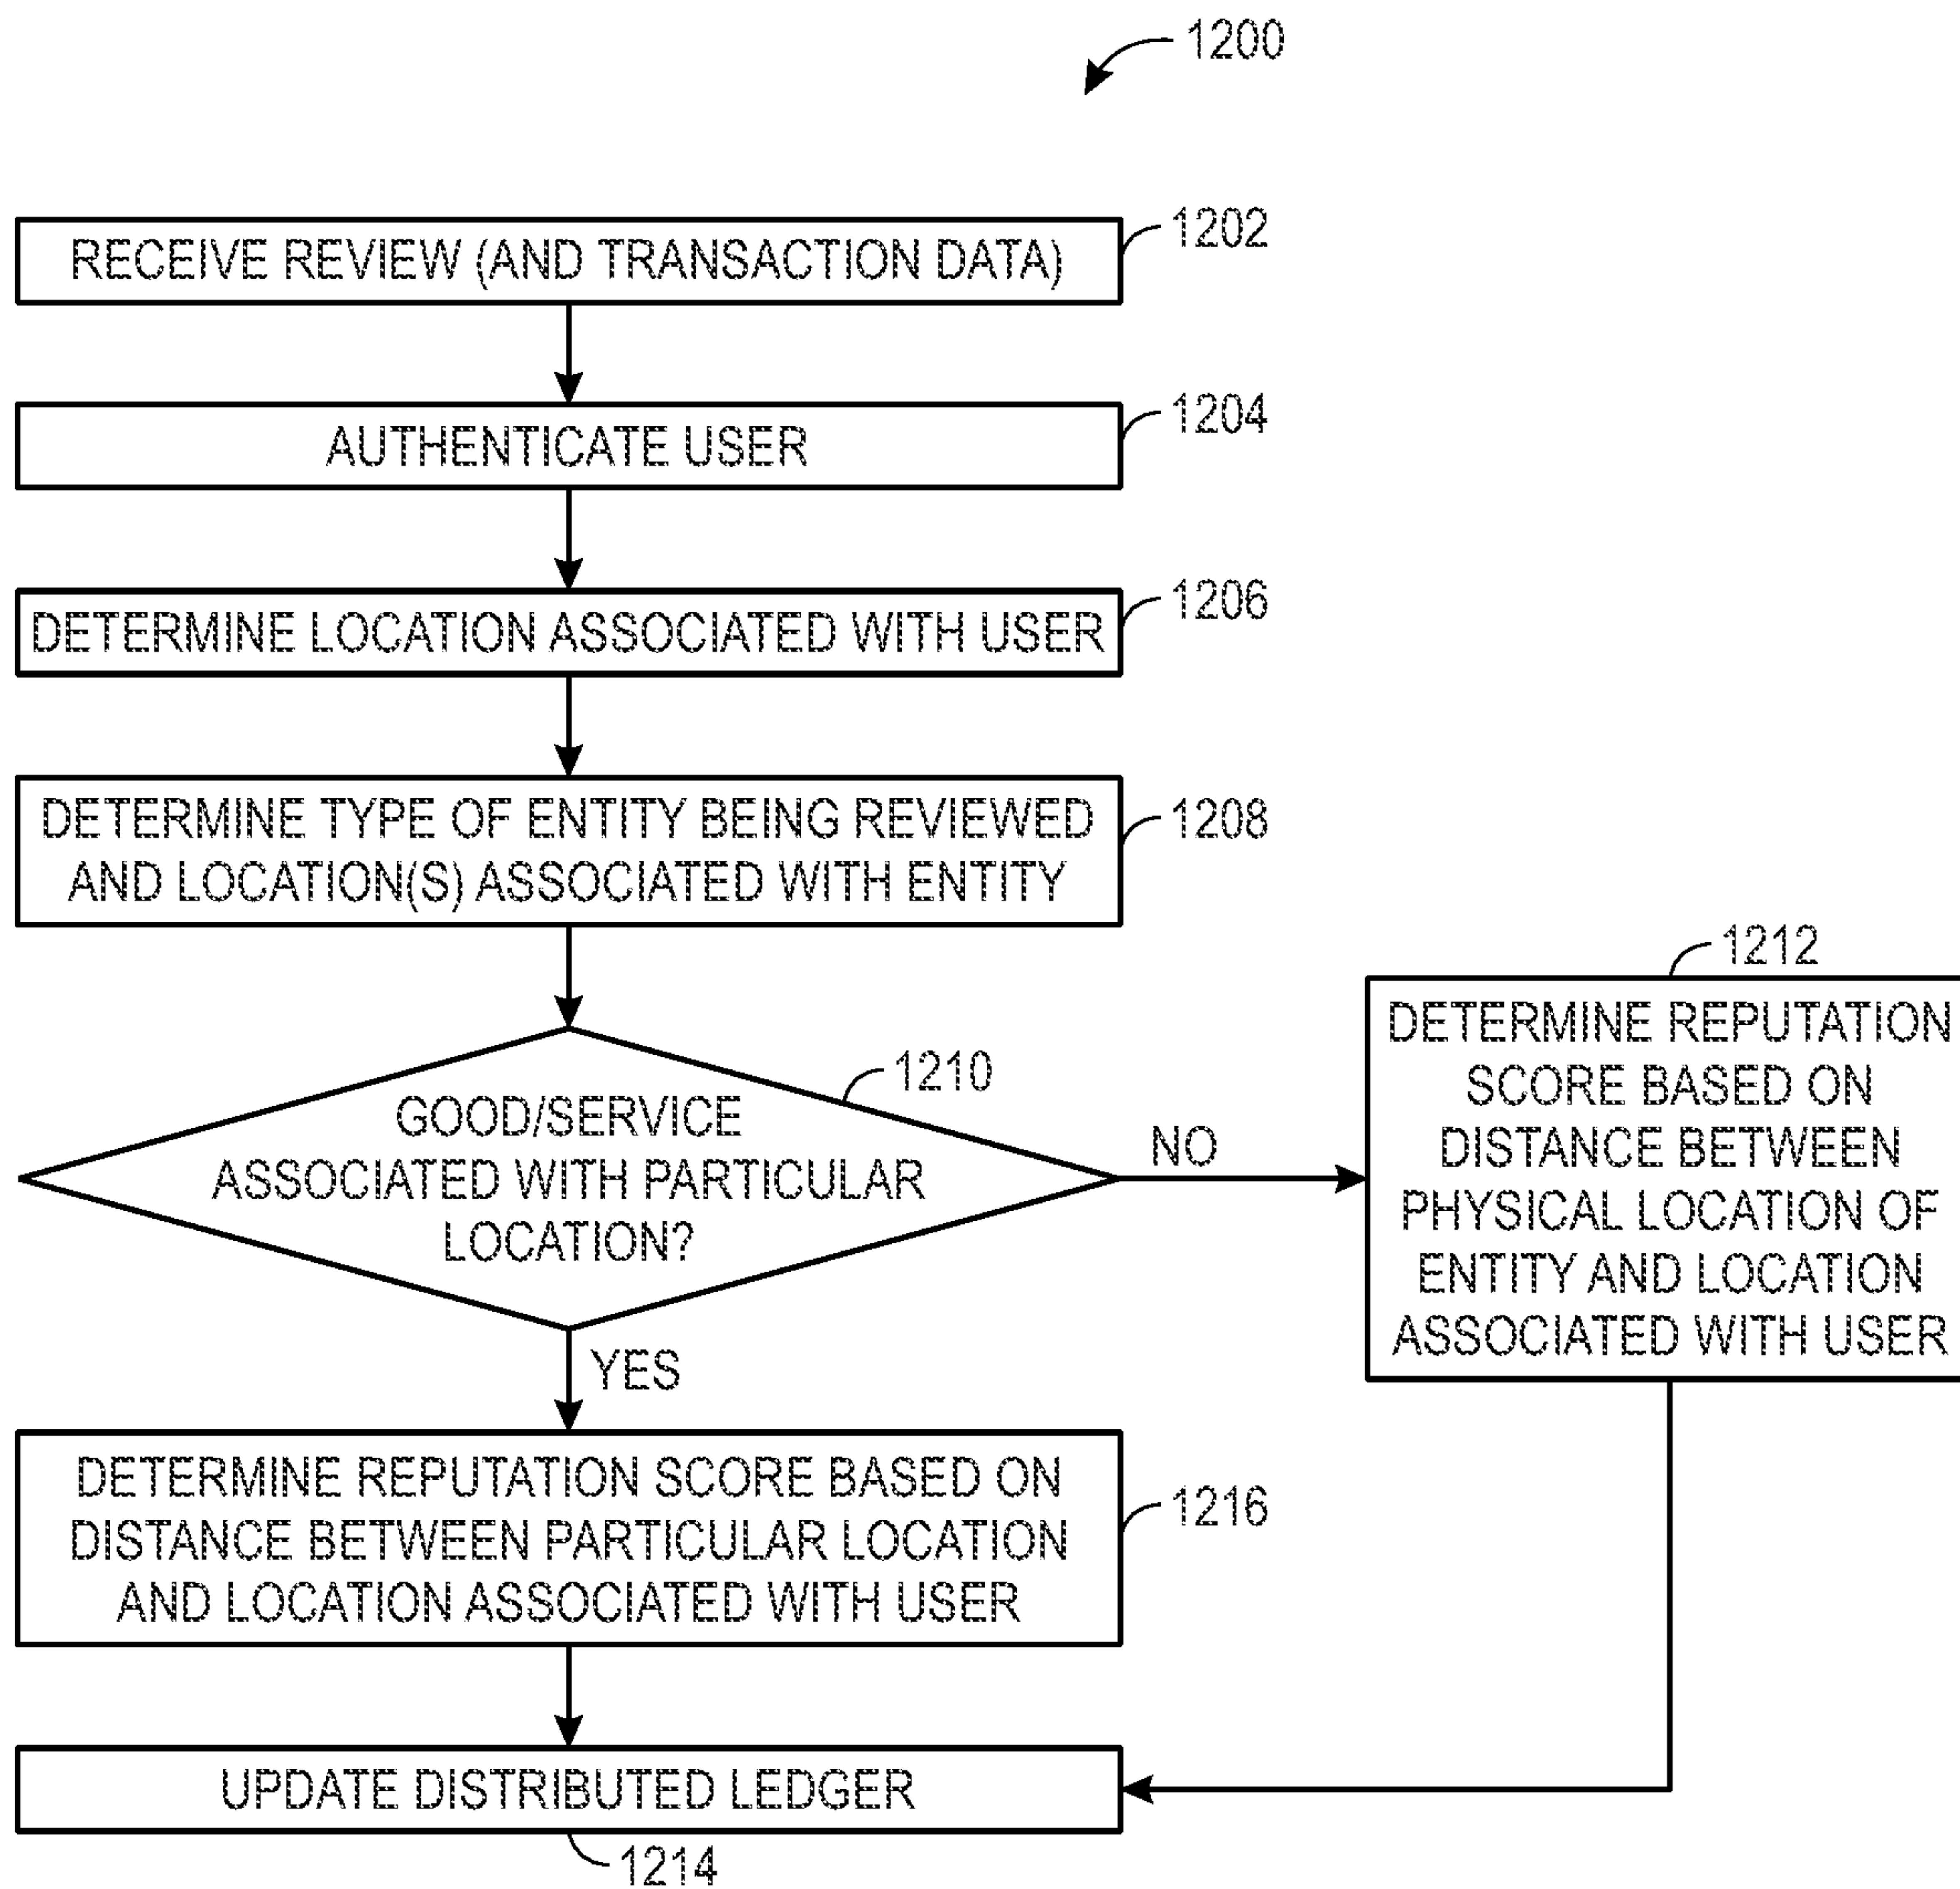 1200
RECEIVE REVIEW (AND TRANSACTION DATA)
1202
AUTHENTICATE USER
1204
DETERMINE LOCATION ASSOCIATED WITH USER
1206
DETERMINE TYPE OF ENTITY BEING REVIEWED
AND LOCATION(S) ASSOCIATED WITH ENTITY
1208
GOOD/SERVICE
ASSOCIATED WITH PARTICULAR
LOCATION?
1210
NO
1212
DETERMINE REPUTATION
SCORE BASED ON
DISTANCE BETWEEN
PHYSICAL LOCATION OF
ENTITY AND LOCATION
ASSOCIATED WITH USER
YES
DETERMINE REPUTATION SCORE BASED ON
DISTANCE BETWEEN PARTICULAR LOCATION
AND LOCATION ASSOCIATED WITH USER
1216
UPDATE DISTRIBUTED LEDGER
1214